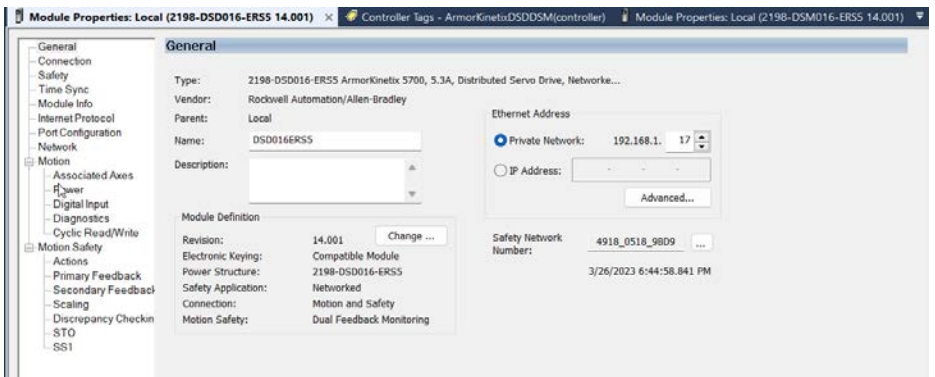 Module Properties: Local (2198-DSD016-ERS5 14.001) × Controller Tags - ArmorKinetixDSDDSM(controller) Module Properties: Local (2198-DSM016-ERS5 14.001)
General
Connection
Safety
Time Sync
Module Info
Internet Protocol
Port Configuration
Network
Motion
Associated Axes
Power
Digital Input
Diagnostics
Cyclic Read/Write
Motion Safety
Actions
Primary Feedback
Secondary Feedback
Scaling
Discrepancy Checkin
STO
SS1
General
Type: 2198-DSD016-ERS5 ArmorKinetix 5700, 5.3A, Distributed Servo Drive, Networke...
Vendor: Rockwell Automation/Allen-Bradley
Parent: Local
Name: DSD016ERS5
Description:
Module Definition
Change ...
Revision: 14.001
Electronic Keying: Compatible Module
Power Structure: 2198-DSD016-ERS5
Safety Application: Networked
Connection: Motion and Safety
Motion Safety: Dual Feedback Monitoring
Ethernet Address
Private Network: 192.168.1. 17
IP Address: . . .
Advanced...
Safety Network Number: 4918_0518_9BD9 ...
3/26/2023 6:44:58.841 PM